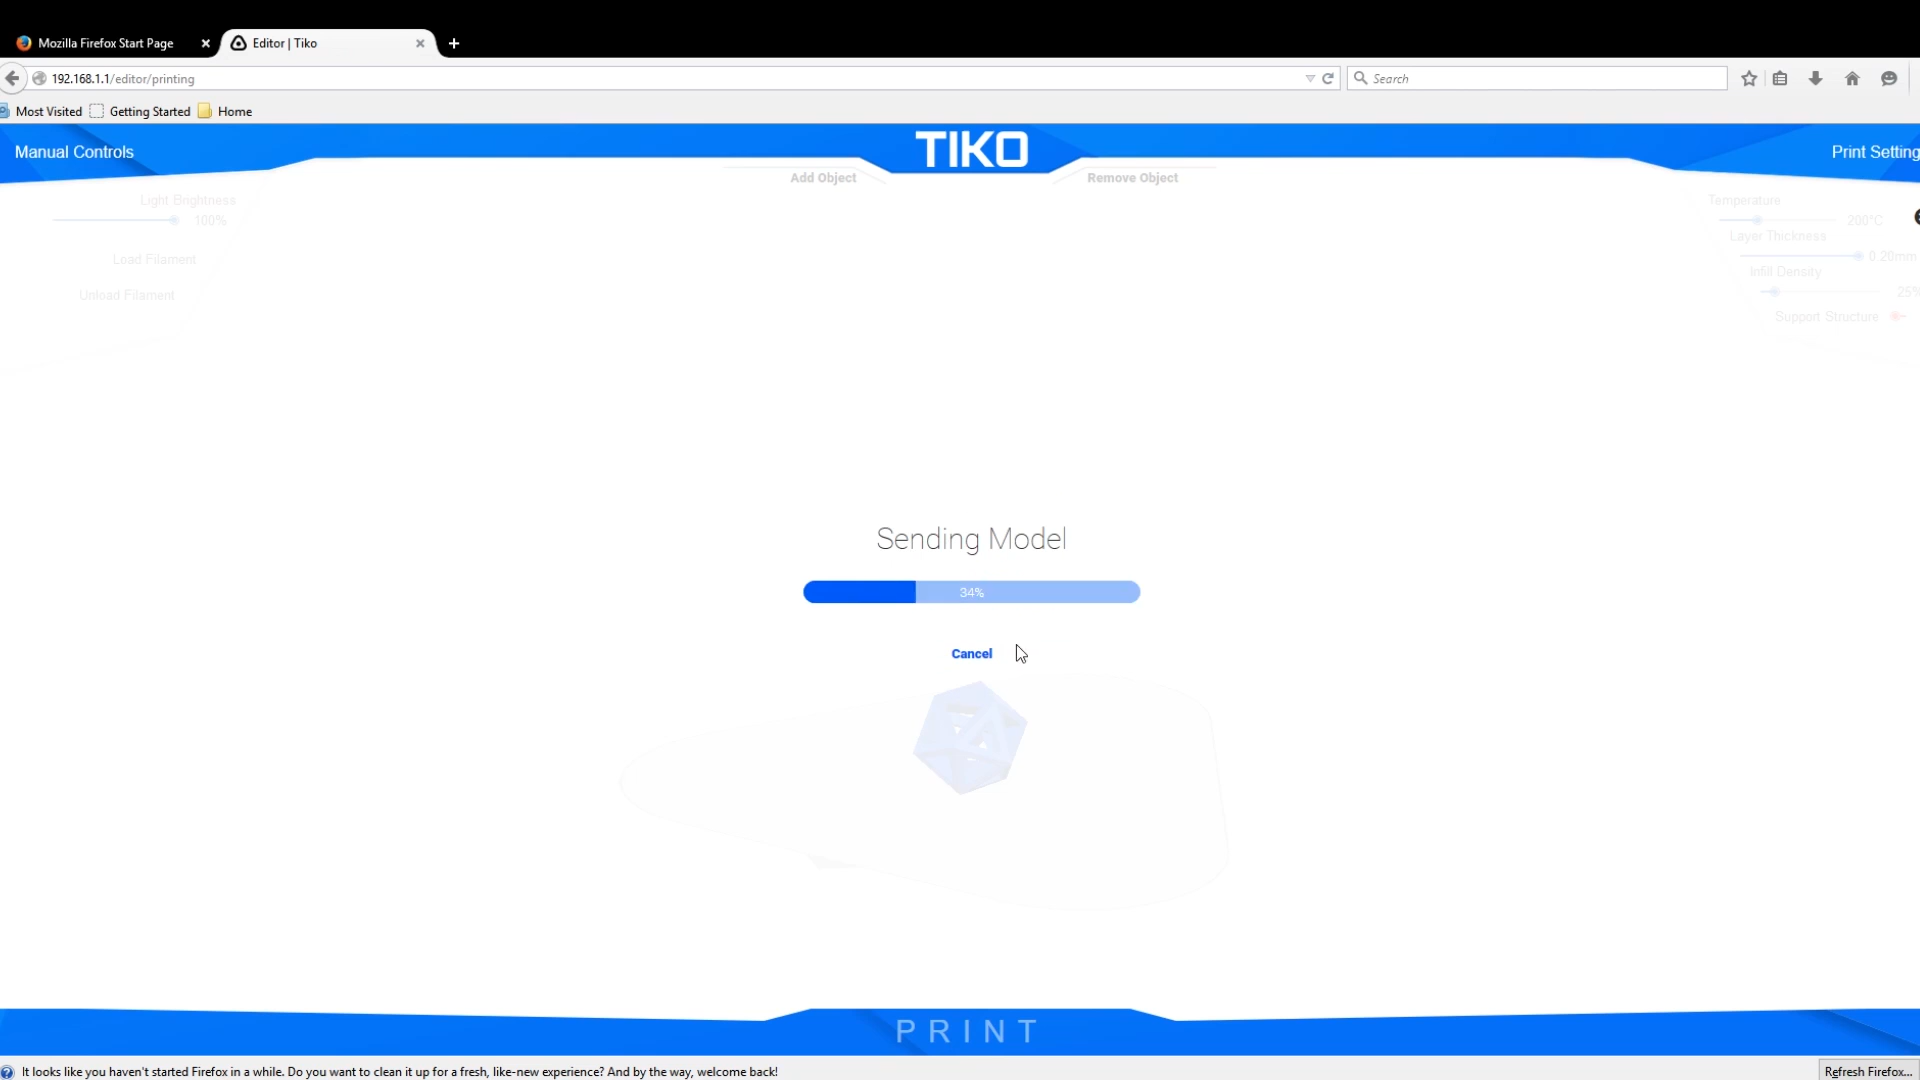 Mozilla Firefox Start Page
Editor | Tiko
192.168.1.1/editor/printing
Search
Most Visited
Getting Started
Home
Manual Controls
TIKO
Print Setting
Add Object
Remove Object
Light Brightness
100%
Load Filament
Unload Filament
Temperature
200°C
Layer Thickness
0.20mm
Infill Density
25%
Support Structure
Sending Model
34%
Cancel
PRINT
It looks like you haven't started Firefox in a while. Do you want to clean it up for a fresh, like-new experience? And by the way, welcome back!
Refresh Firefox...